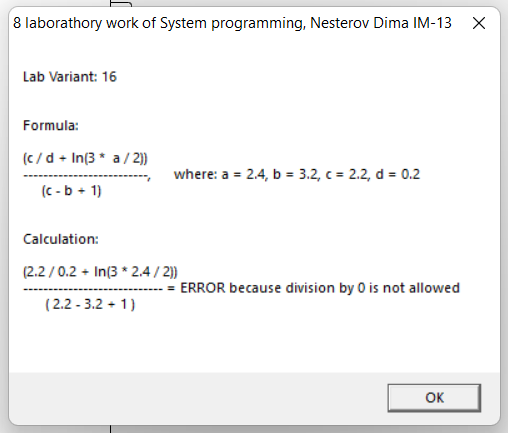 8 laborathory work of System programming, Nesterov Dima IM-13
Lab Variant: 16
Formula:
(c / d + ln(3 * a / 2))
--------------------------, where: a = 2.4, b = 3.2, c = 2.2, d = 0.2
(c - b + 1)
Calculation:
(2.2 / 0.2 + ln(3 * 2.4 / 2))
----------------------------- = ERROR because division by 0 is not allowed
( 2.2 - 3.2 + 1 )
OK